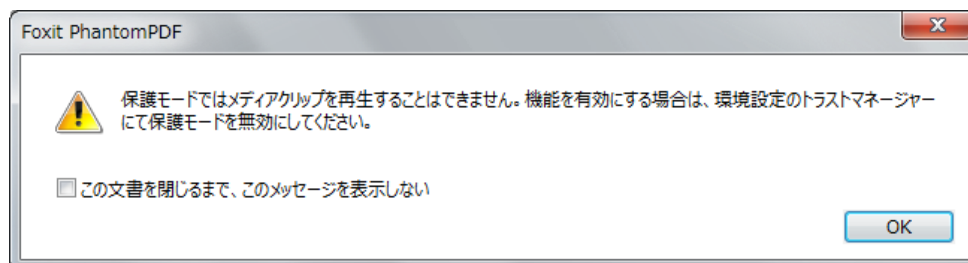 Foxit PhantomPDF
保護モードではメディアクリップを再生することはできません。機能を有効にする場合は、環境設定のトラストマネージャー
にて保護モードを無効にしてください。
この文書を閉じるまで、このメッセージを表示しない
OK